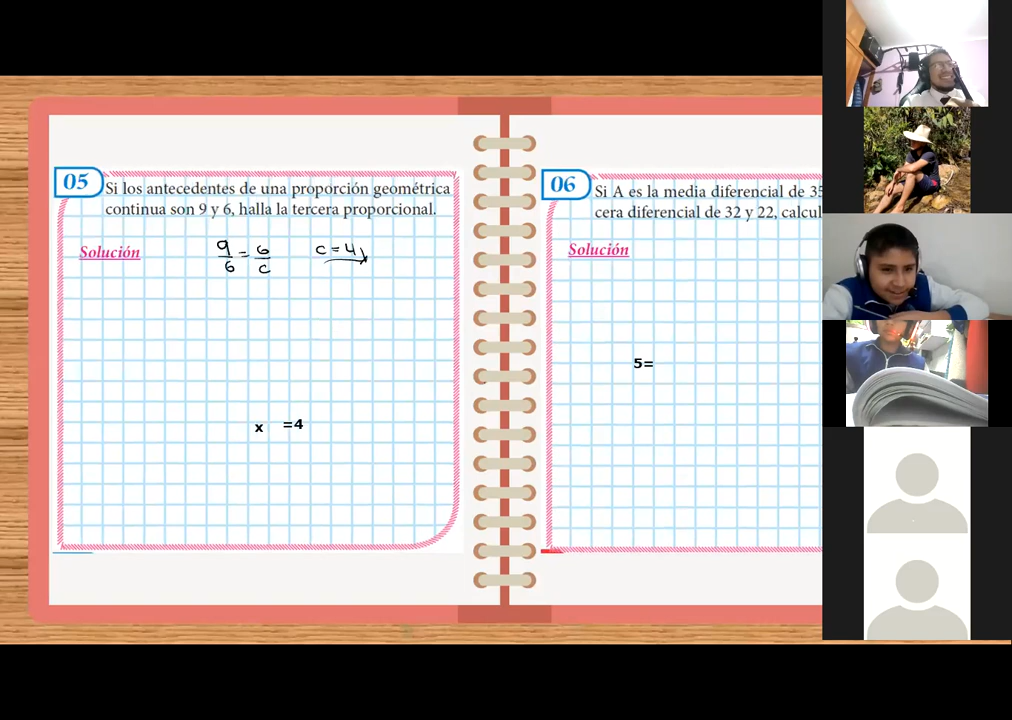 05
Si los antecedentes de una proporción geométrica
continua son 9 y 6, halla la tercera proporcional.
Solución
9/6 = 6/c c = 4
x =4
06
Si A es la media diferencial de 35
cera diferencial de 32 y 22, calcul
Solución
5=